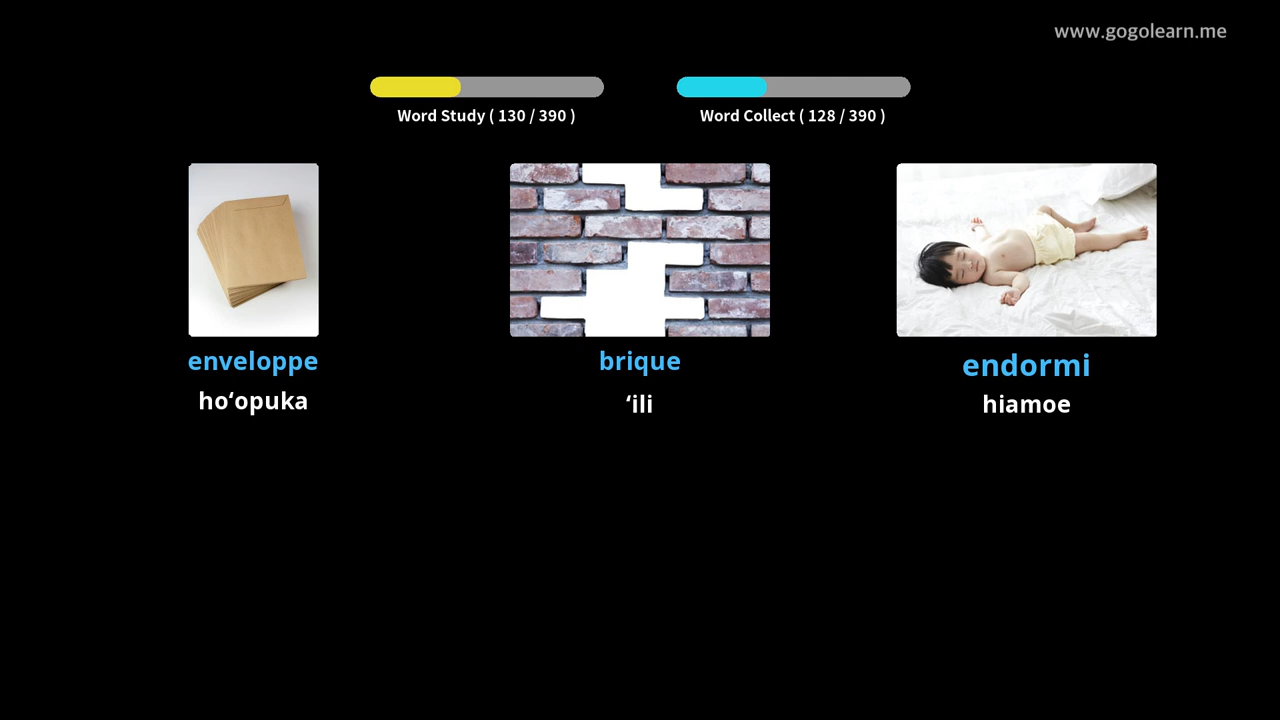 www.gogolearn.me
Word Study ( 130 / 390 )
Word Collect ( 128 / 390 )
enveloppe
hoʻopuka
brique
ʻili
endormi
hiamoe